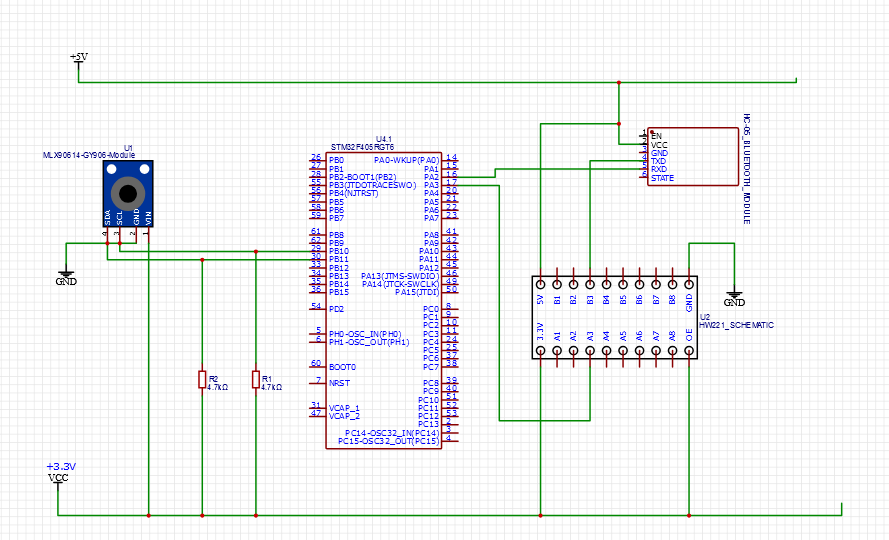 +5V
U1
MLX90614-GY906-Module
SDA
SCL
GND
VIN
4
3
2
1
GND
U4.1
STM32F405RGT6
26 PB0
27 PB1
28 PB2-BOOT1(PB2)
55 PB3(JTDOTRACESWO)
56 PB4(NJTRST)
57 PB5
58 PB6
59 PB7
61 PB8
62 PB9
29 PB10
30 PB11
33 PB12
34 PB13
35 PB14
36 PB15
54 PD2
5 PH0-OSC_IN(PH0)
6 PH1-OSC_OUT(PH1)
60 BOOT0
7 NRST
31 VCAP_1
47 VCAP_2
PA0-WKUP(PA0) 14
PA1 15
PA2 16
PA3 17
PA4 20
PA5 21
PA6 22
PA7 23
PA8 41
PA9 42
PA10 43
PA11 44
PA12 45
PA13(JTMS-SWDIO) 46
PA14(JTCK-SWCLK) 49
PA15(JTDI) 50
PC0 8
PC1 9
PC2 10
PC3 11
PC4 24
PC5 25
PC6 37
PC7 38
PC8 39
PC9 40
PC10 51
PC11 52
PC12 53
PC13 2
PC14-OSC32_IN(PC14) 3
PC15-OSC32_OUT(PC15) 4
HC-05_BLUETOOTH_MODULE
1 EN
2 VCC
3 GND
4 TXD
5 RXD
6 STATE
5V B1 B2 B3 B4 B5 B6 B7 B8 GND
3.3V A1 A2 A3 A4 A5 A6 A7 A8 OE
GND
U2
HW221_SCHEMATIC
R2
4.7kΩ
R1
4.7kΩ
+3.3V
VCC